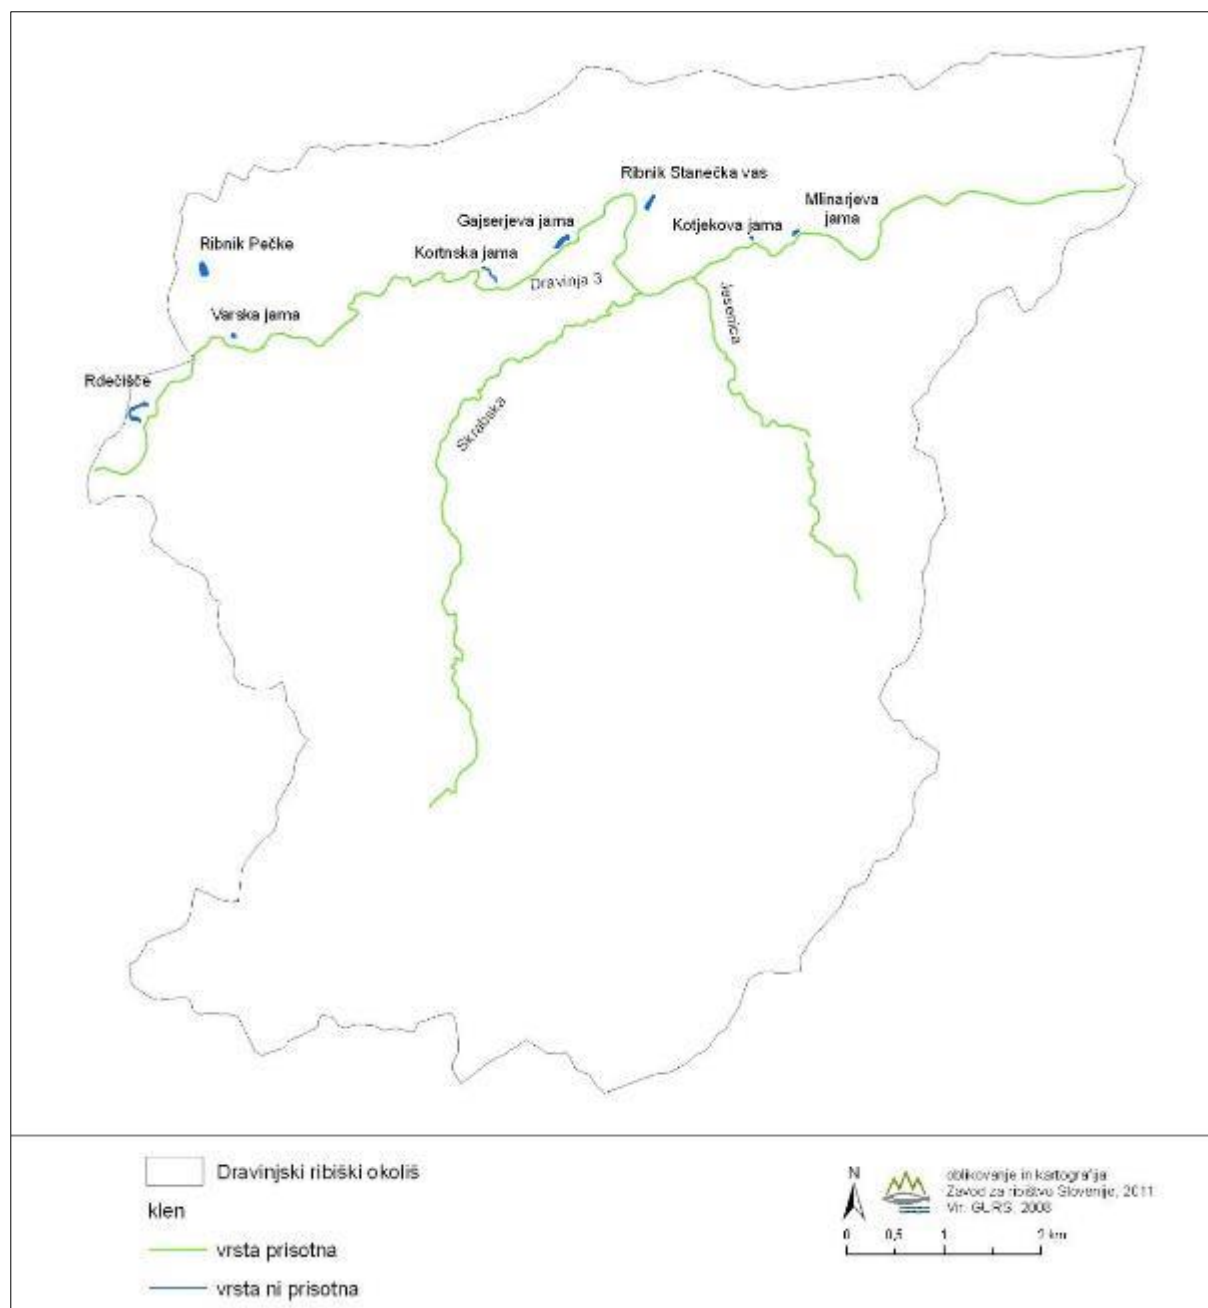 Ribnik Stanečka vas
Mlinarjeva
jama
Gajserjeva jama
Kotjekova jama
Ribnik Pečke
Kortnska jama
Dravinja 3
Jesenica
Varska jama
Rdečišče
Skrabska
Dravinjski ribiški okoliš
klen
vrsta prisotna
vrsta ni prisotna
N
oblikovanje in kartografija
Zavod za ribištvo Slovenije, 2011
Vir: GURS, 2008
0 0,5 1 2 km